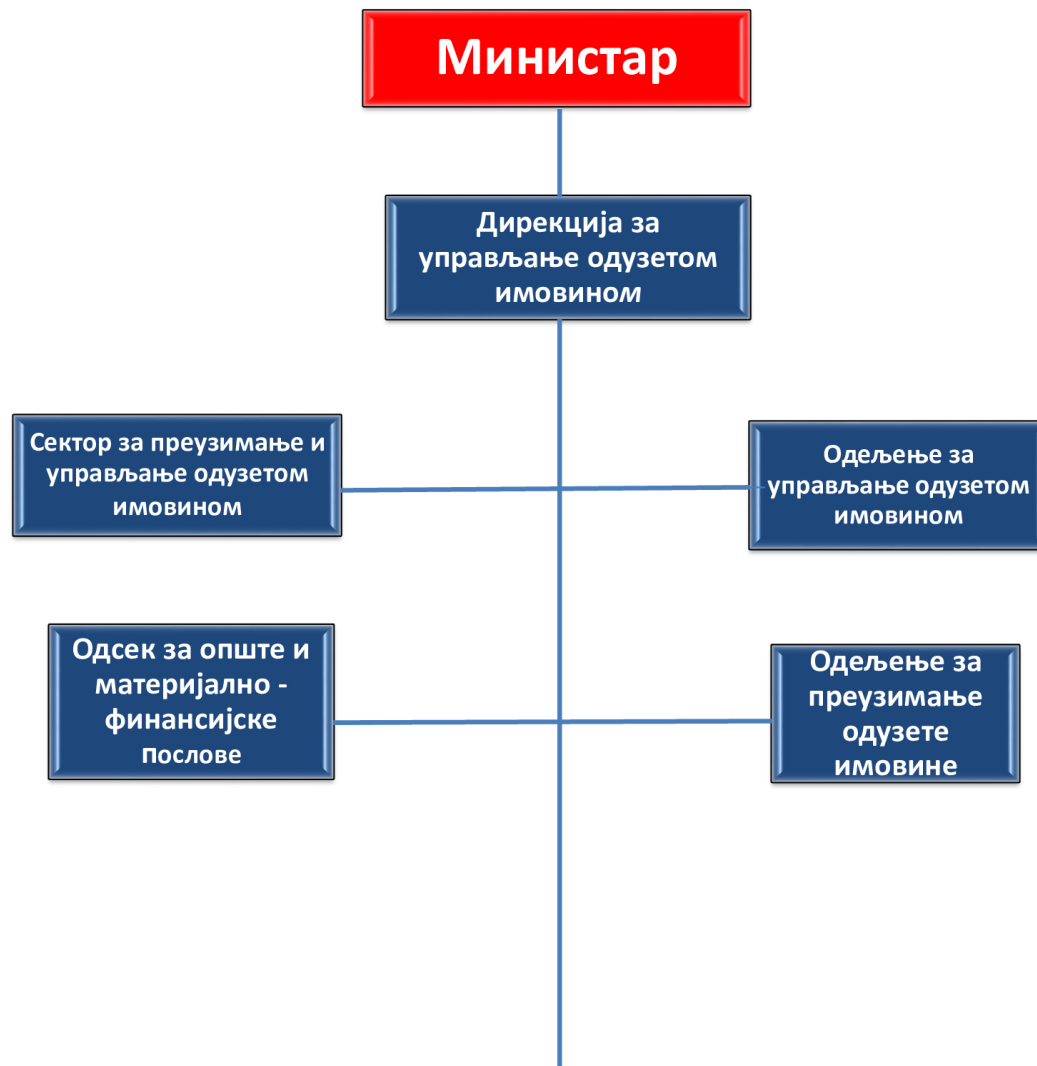 Министар
Дирекција за
управљање одузетом
имовином
Сектор за преузимање и
управљање одузетом
имовином
Одељење за
управљање одузетом
имовином
Одсек за опште и
материјално -
финансијске
послове
Одељење за
преузимање
одузете
имовине